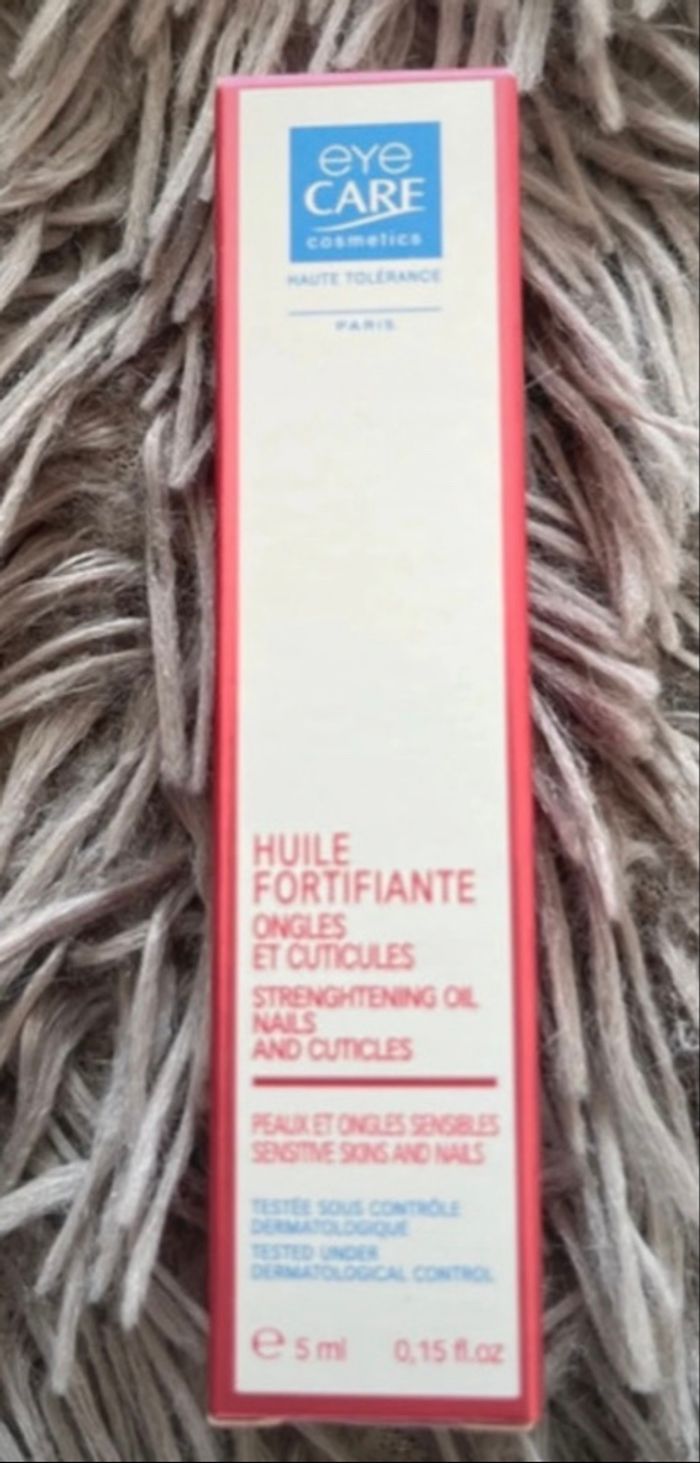 eye
CARE
cosmetics
HAUTE TOLÉRANCE
PARIS
HUILE
FORTIFIANTE
ONGLES
ET CUTICULES
STRENGHTENING OIL
NAILS
AND CUTICLES
PEAUX ET ONGLES SENSIBLES
SENSITIVE SKINS AND NAILS
TESTÉE SOUS CONTRÔLE
DERMATOLOGIQUE
TESTED UNDER
DERMATOLOGICAL CONTROL
℮ 5 ml 0,15 fl.oz